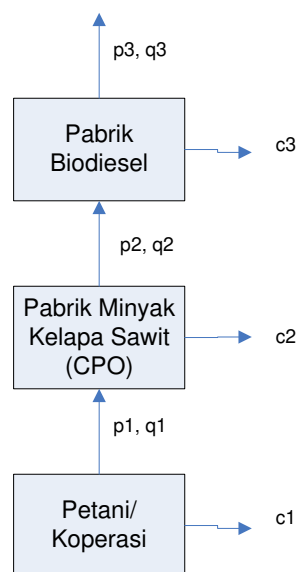 p3, q3
Pabrik
Biodiesel
c3
p2, q2
Pabrik Minyak
Kelapa Sawit
(CPO)
c2
p1, q1
Petani/
Koperasi
c1